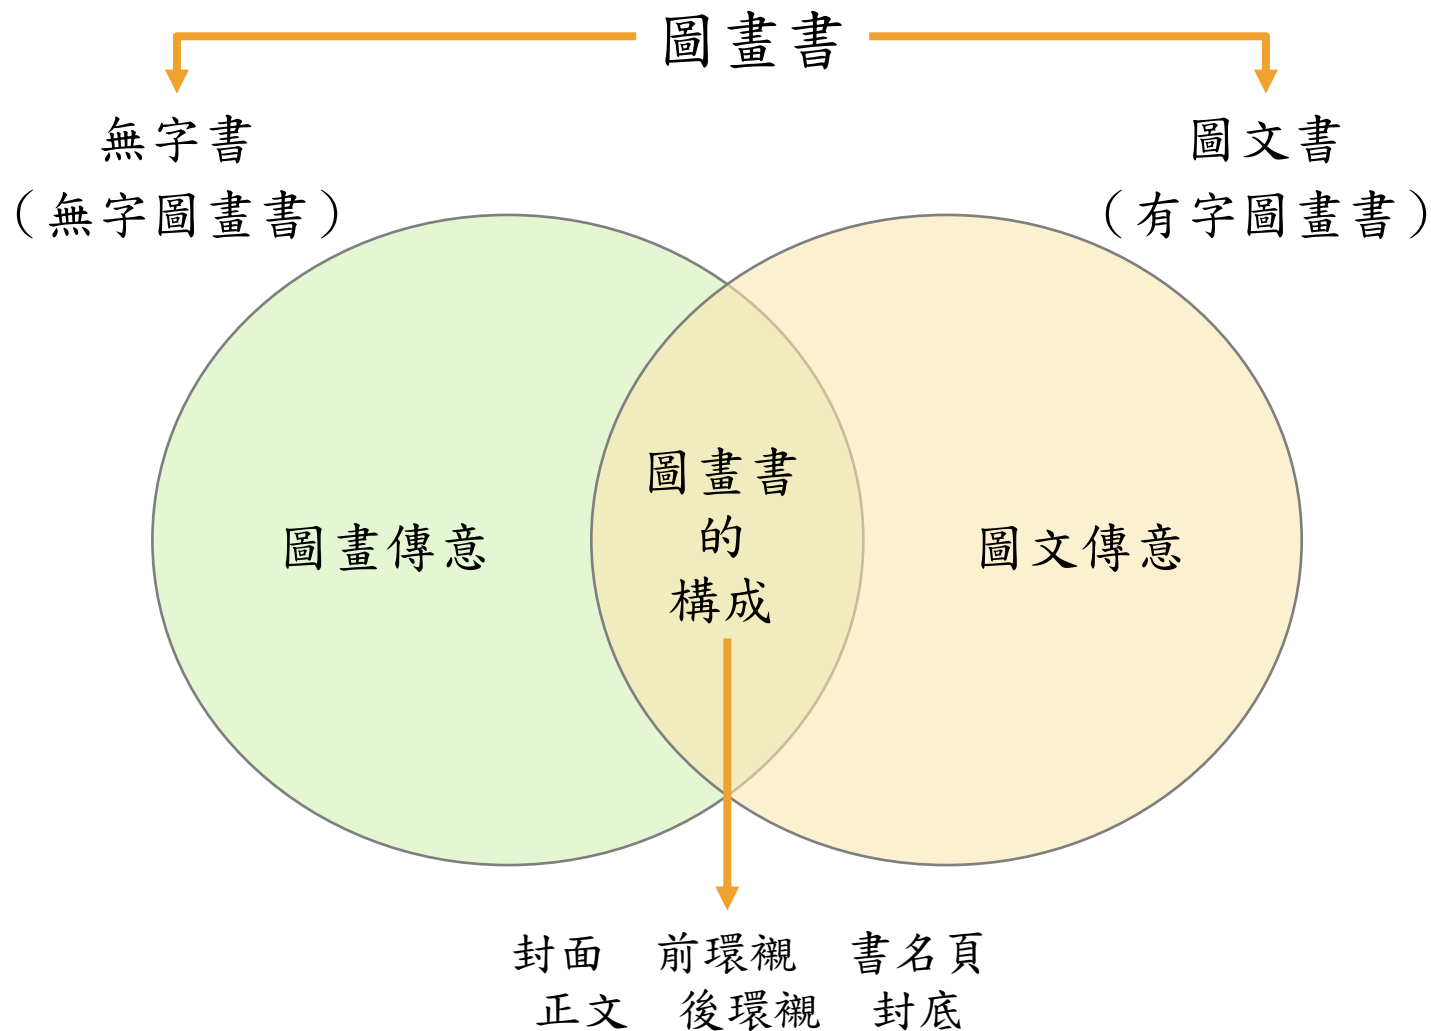 圖畫書
無字書
（無字圖畫書）
圖文書
（有字圖畫書）
圖畫傳意
圖畫書
的
構成
圖文傳意
封面　前環襯　書名頁
正文　後環襯　封底